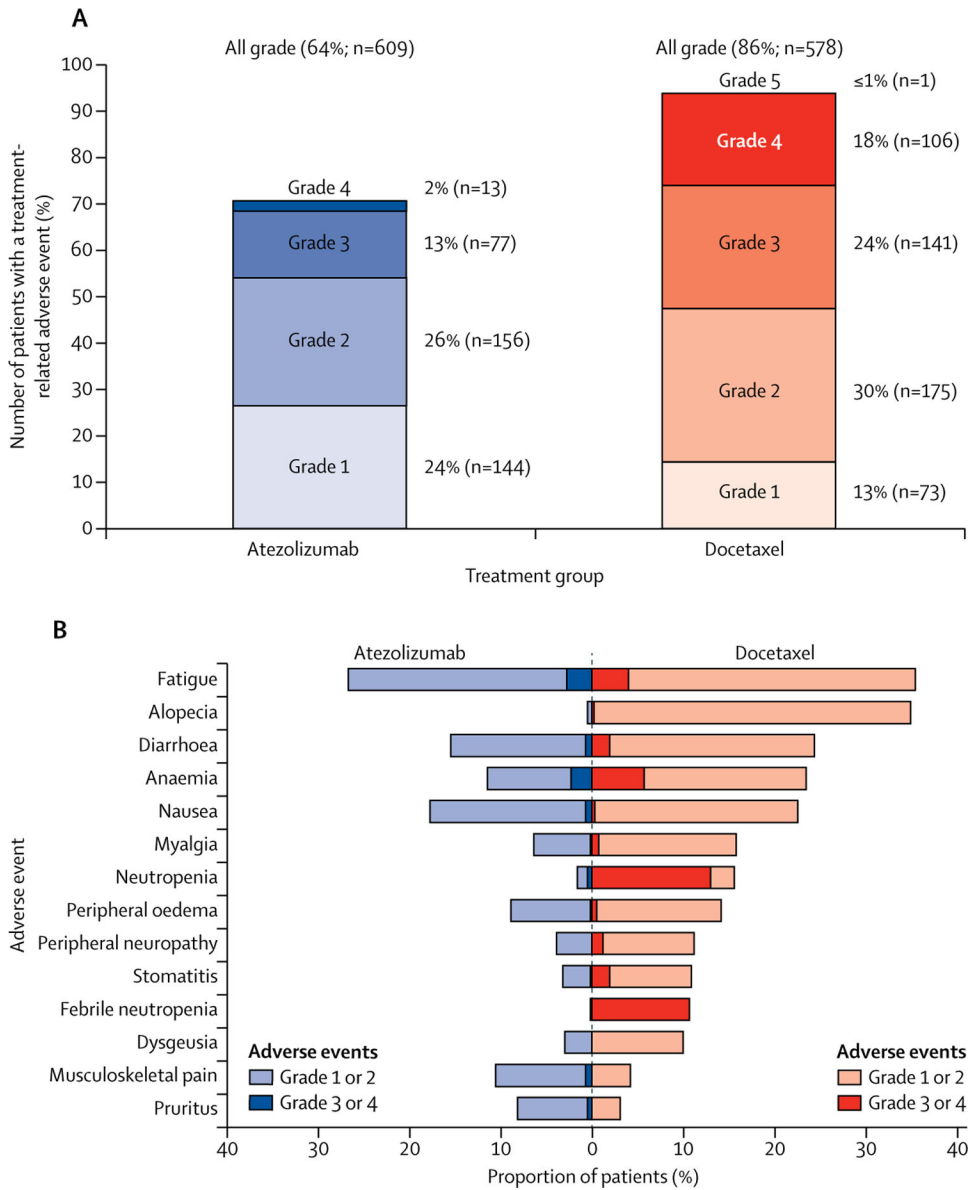 A
All grade (64%; n=609)
All grade (86%; n=578)
100
90
80
70
60
50
40
30
20
10
0
Number of patients with a treatment-
related adverse event (%)
Grade 4
2% (n=13)
Grade 3
13% (n=77)
Grade 2
26% (n=156)
Grade 1
24% (n=144)
Grade 5
≤1% (n=1)
Grade 4
18% (n=106)
Grade 3
24% (n=141)
Grade 2
30% (n=175)
Grade 1
13% (n=73)
Atezolizumab
Docetaxel
Treatment group
B
Atezolizumab
Docetaxel
Adverse event
Fatigue
Alopecia
Diarrhoea
Anaemia
Nausea
Myalgia
Neutropenia
Peripheral oedema
Peripheral neuropathy
Stomatitis
Febrile neutropenia
Dysgeusia
Musculoskeletal pain
Pruritus
Adverse events
Grade 1 or 2
Grade 3 or 4
Adverse events
Grade 1 or 2
Grade 3 or 4
40 30 20 10 0 10 20 30 40
Proportion of patients (%)